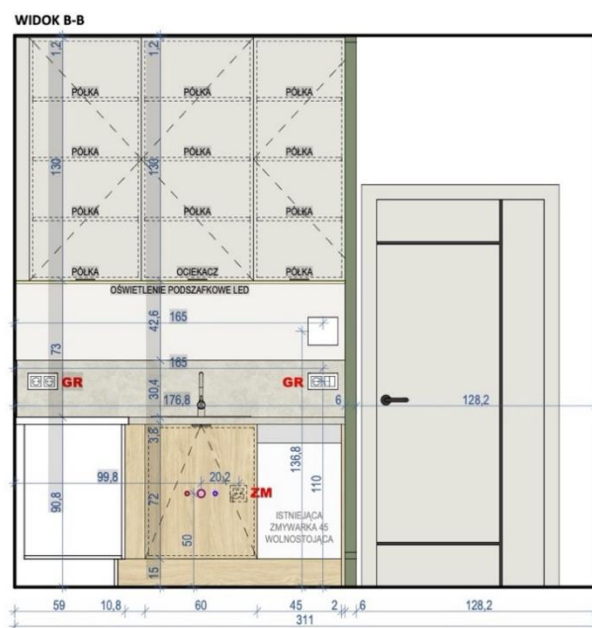 WIDOK B-B
1,2 1,2
PÓŁKA PÓŁKA PÓŁKA
PÓŁKA PÓŁKA PÓŁKA
130 130
PÓŁKA PÓŁKA PÓŁKA
PÓŁKA PÓŁKA PÓŁKA
PÓŁKA OCIEKACZ PÓŁKA
OŚWIETLENIE PODSZAFKOWE LED
42,6 165
73
165
GR GR
30,4
176,8 6 128,2
3,8
136,8
99,8 20,2
110
90,8 72 ZM
ISTNIEJĄCA
ZMYWARKA 45
WOLNOSTOJĄCA
50
15
59 10,8 60 45 2 6 128,2
311